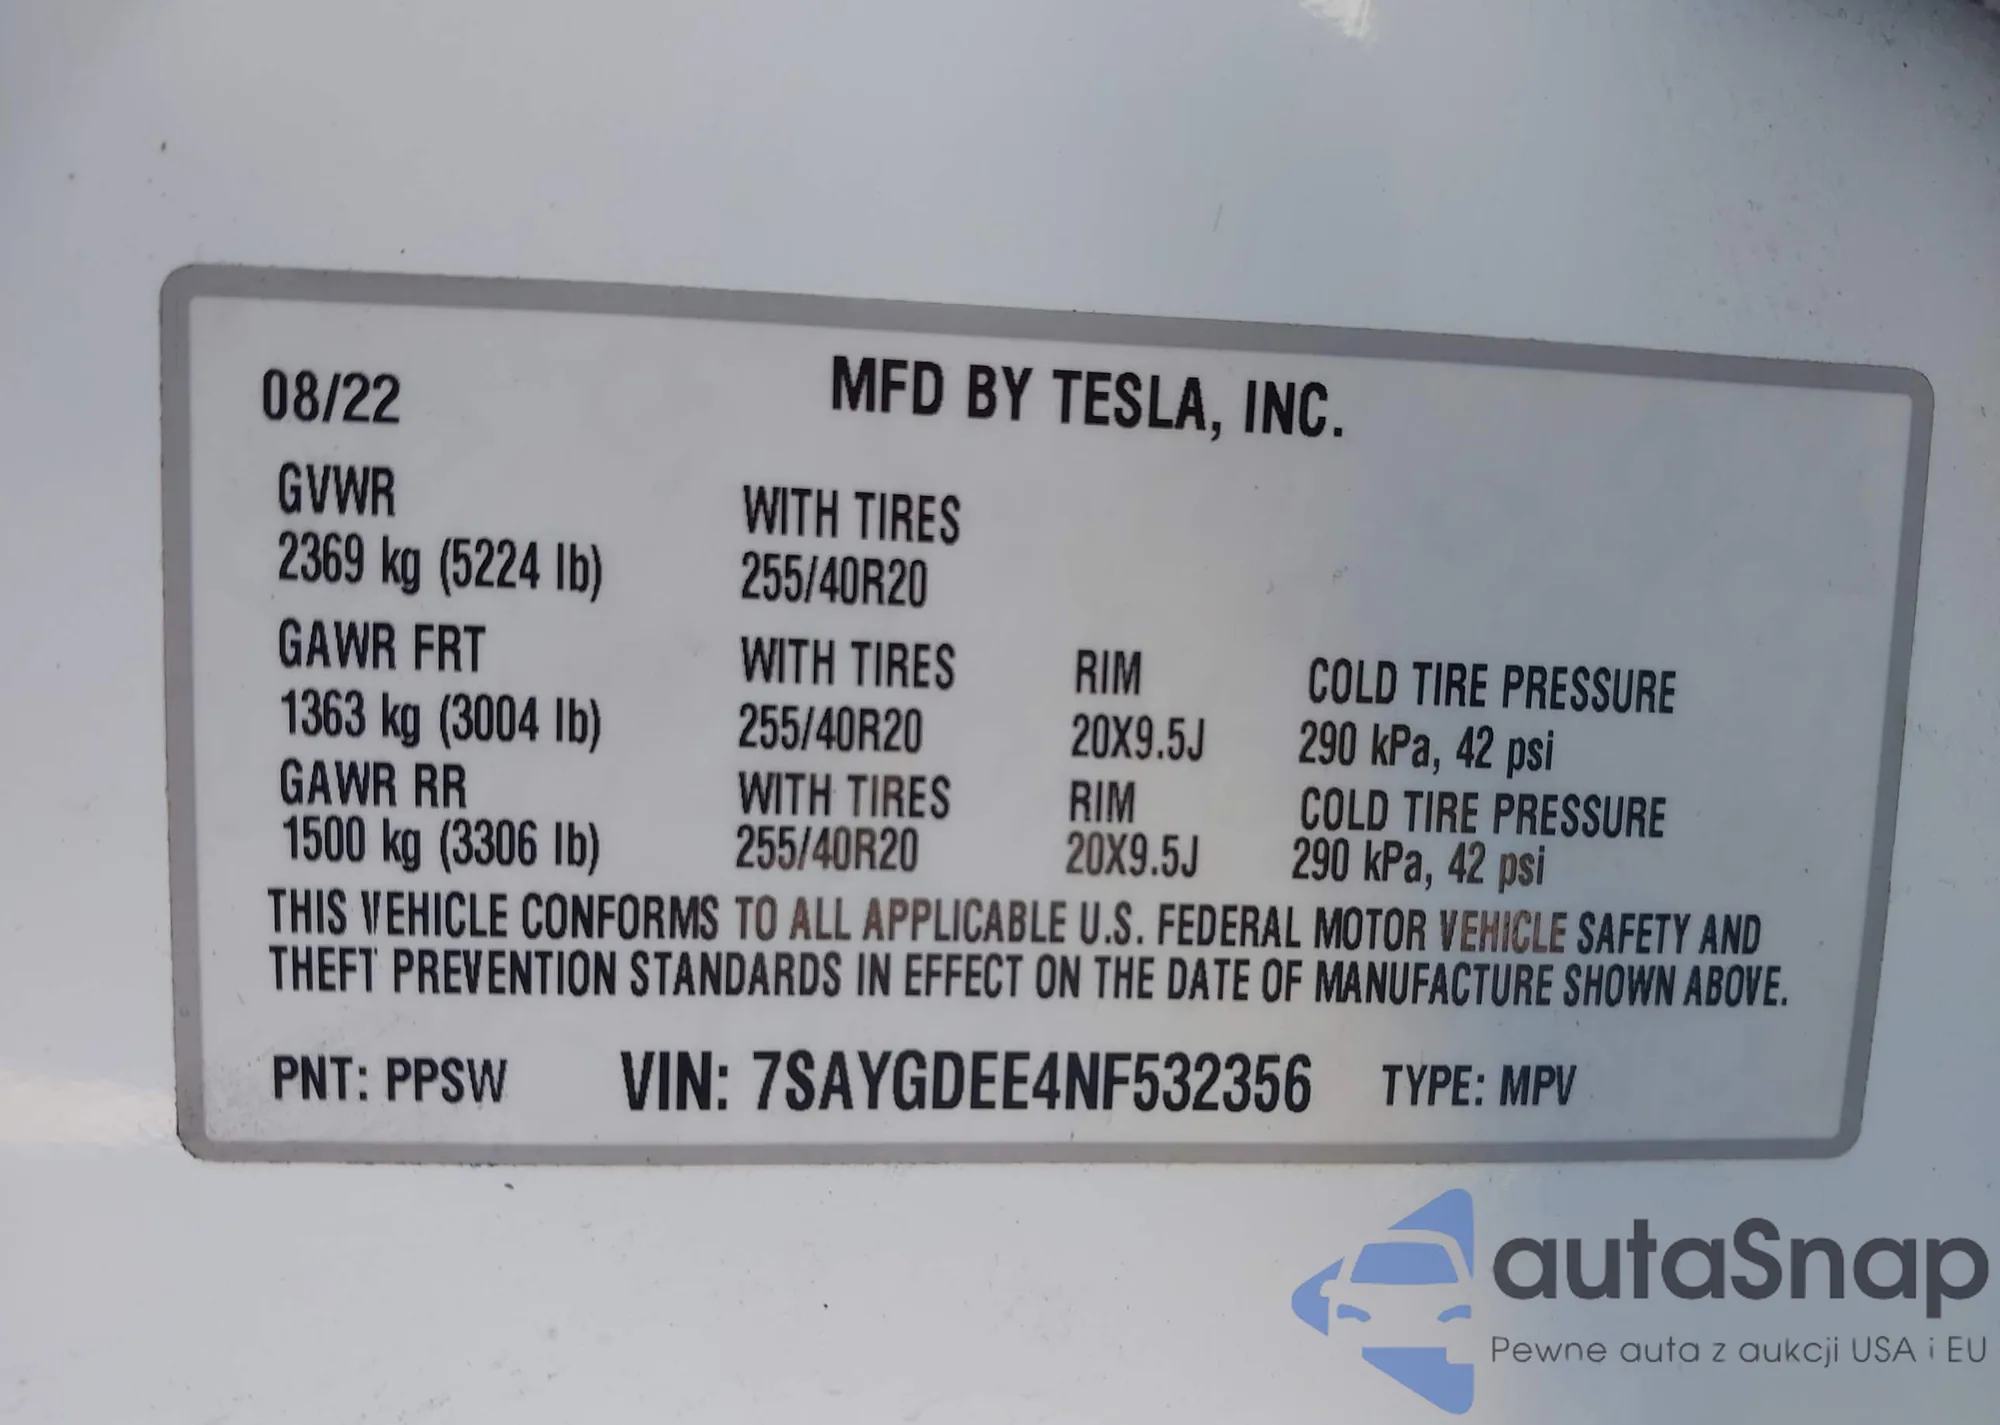 08/22 MFD BY TESLA, INC.
GVWR WITH TIRES
2369 kg (5224 lb) 255/40R20
GAWR FRT WITH TIRES RIM COLD TIRE PRESSURE
1363 kg (3004 lb) 255/40R20 20X9.5J 290 kPa, 42 psi
GAWR RR WITH TIRES RIM COLD TIRE PRESSURE
1500 kg (3306 lb) 255/40R20 20X9.5J 290 kPa, 42 psi
THIS VEHICLE CONFORMS TO ALL APPLICABLE U.S. FEDERAL MOTOR VEHICLE SAFETY AND
THEFT PREVENTION STANDARDS IN EFFECT ON THE DATE OF MANUFACTURE SHOWN ABOVE.
PNT: PPSW VIN: 7SAYGDEE4NF532356 TYPE: MPV
autaSnap
Pewne auta z aukcji USA i EU